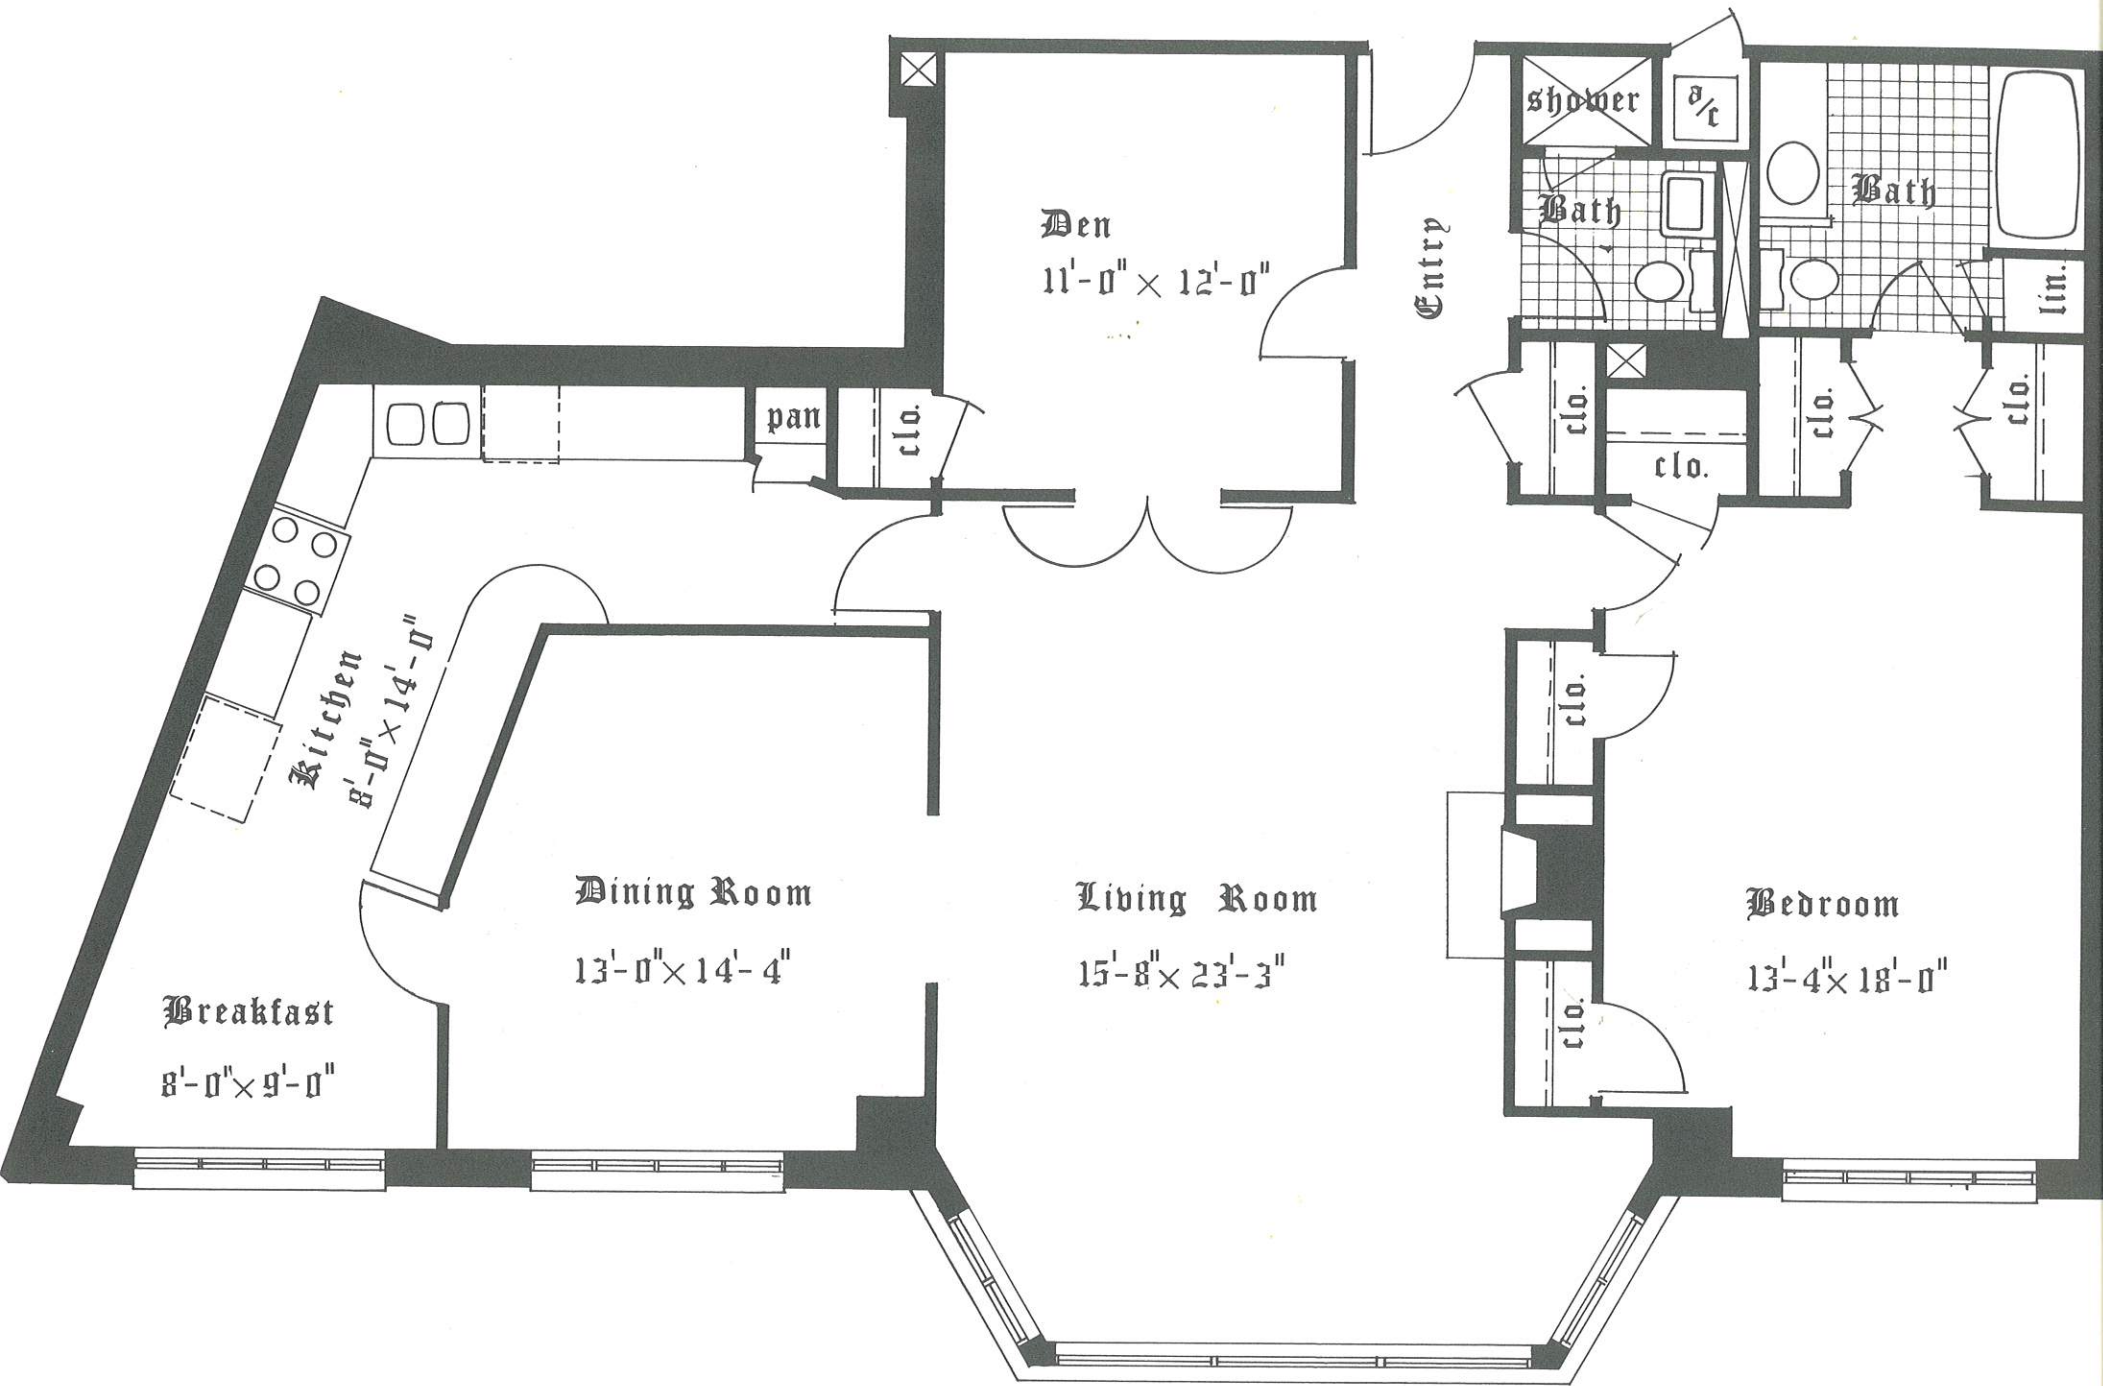 shower
a/c
Bath
Bath
Den
11'-0" × 12'-0"
Entry
lin.
pan
clo.
clo.
clo.
clo.
clo.
Kitchen
8'-0" × 14'-0"
clo.
Dining Room
13'-0" × 14'-4"
Living Room
15'-8" × 23'-3"
Bedroom
13'-4" × 18'-0"
Breakfast
8'-0" × 9'-0"
clo.